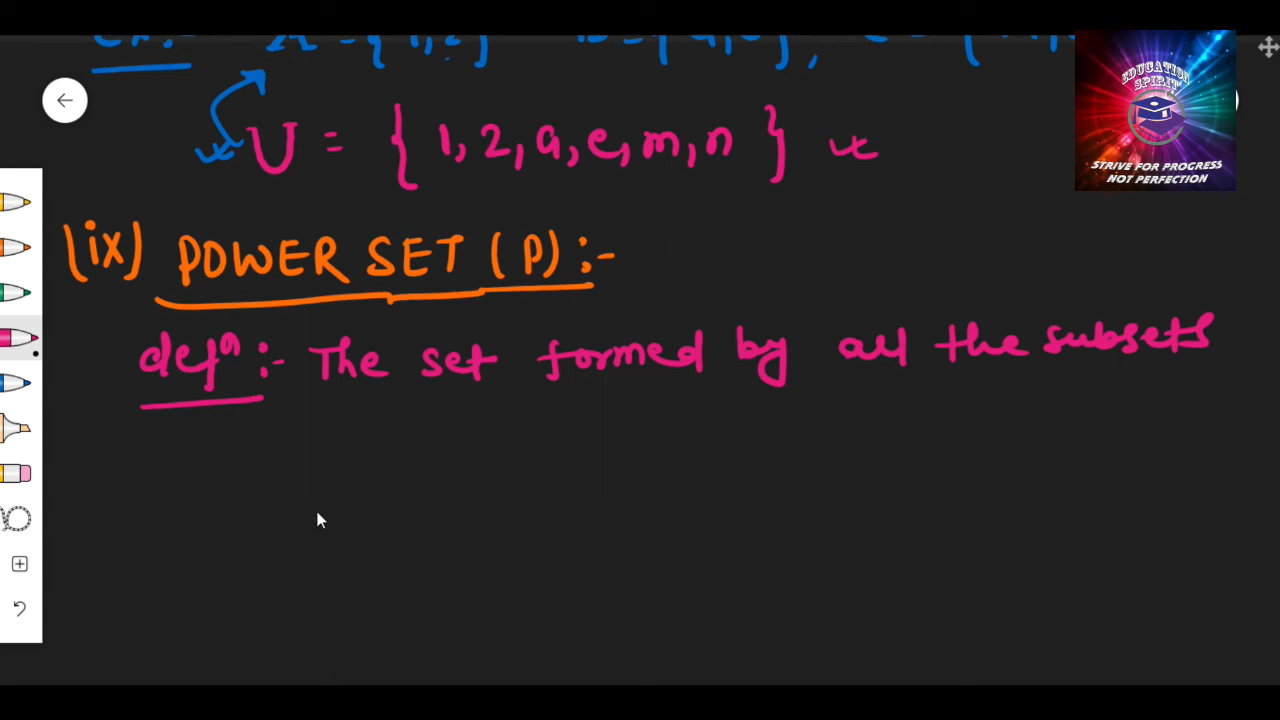 EDUCATION
SPIRIT
STRIVE FOR PROGRESS
NOT PERFECTION
U = { 1, 2, a, e, m, n }
(ix) POWER SET (P) :-
defⁿ :- The set formed by all the subsets